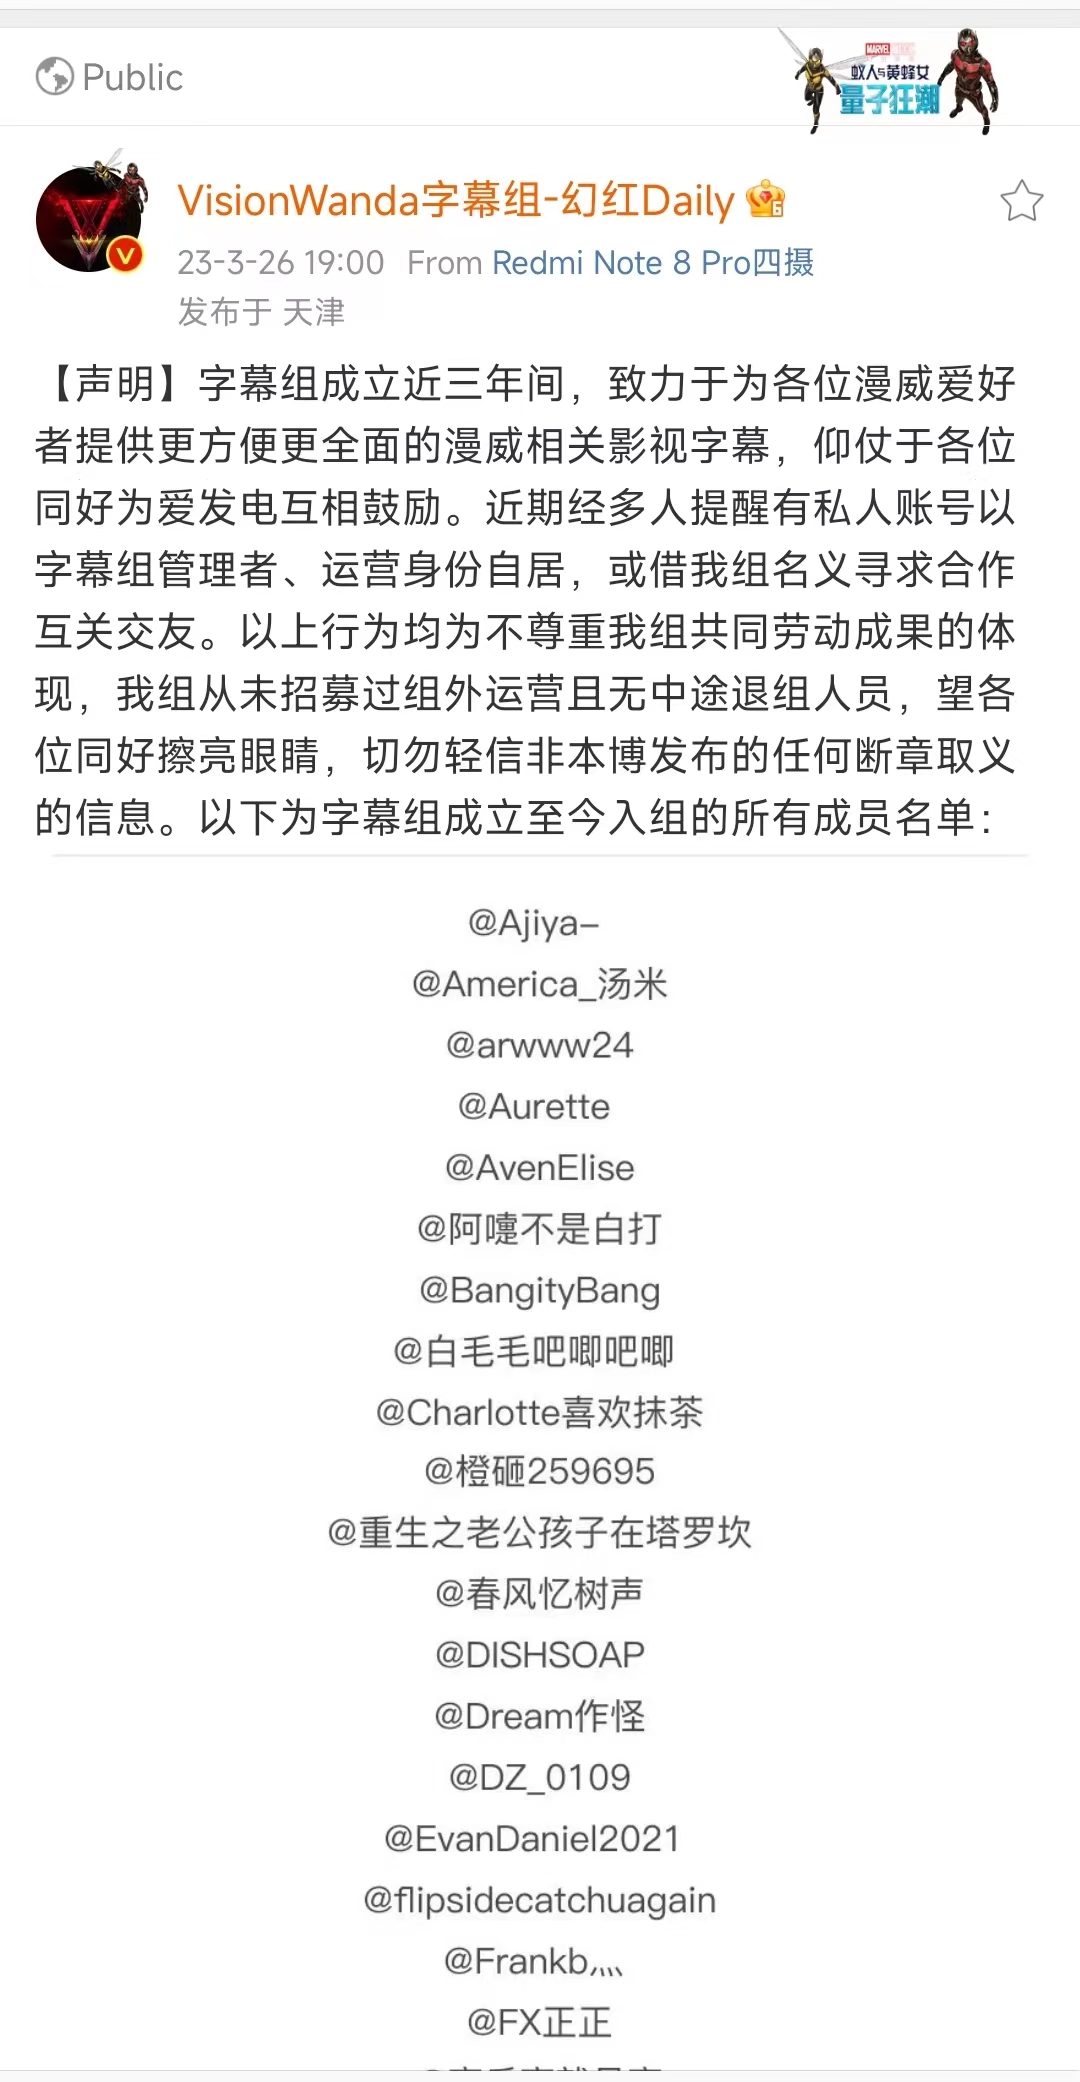 Public
MARVEL STUDIOS
蚁人与黄蜂女
量子狂潮
VisionWanda字幕组-幻红Daily
6
V
23-3-26 19:00 From Redmi Note 8 Pro四摄
发布于 天津
【声明】字幕组成立近三年间，致力于为各位漫威爱好
者提供更方便更全面的漫威相关影视字幕，仰仗于各位
同好为爱发电互相鼓励。近期经多人提醒有私人账号以
字幕组管理者、运营身份自居，或借我组名义寻求合作
互关交友。以上行为均为不尊重我组共同劳动成果的体
现，我组从未招募过组外运营且无中途退组人员，望各
位同好擦亮眼睛，切勿轻信非本博发布的任何断章取义
的信息。以下为字幕组成立至今入组的所有成员名单：
@Ajiya–
@America_汤米
@arwww24
@Aurette
@AvenElise
@阿嚏不是白打
@BangityBang
@白毛毛吧唧吧唧
@Charlotte喜欢抹茶
@橙砸259695
@重生之老公孩子在塔罗坎
@春风忆树声
@DISHSOAP
@Dream作怪
@DZ_0109
@EvanDaniel2021
@flipsidecatchuagain
@Frankb灬
@FX正正